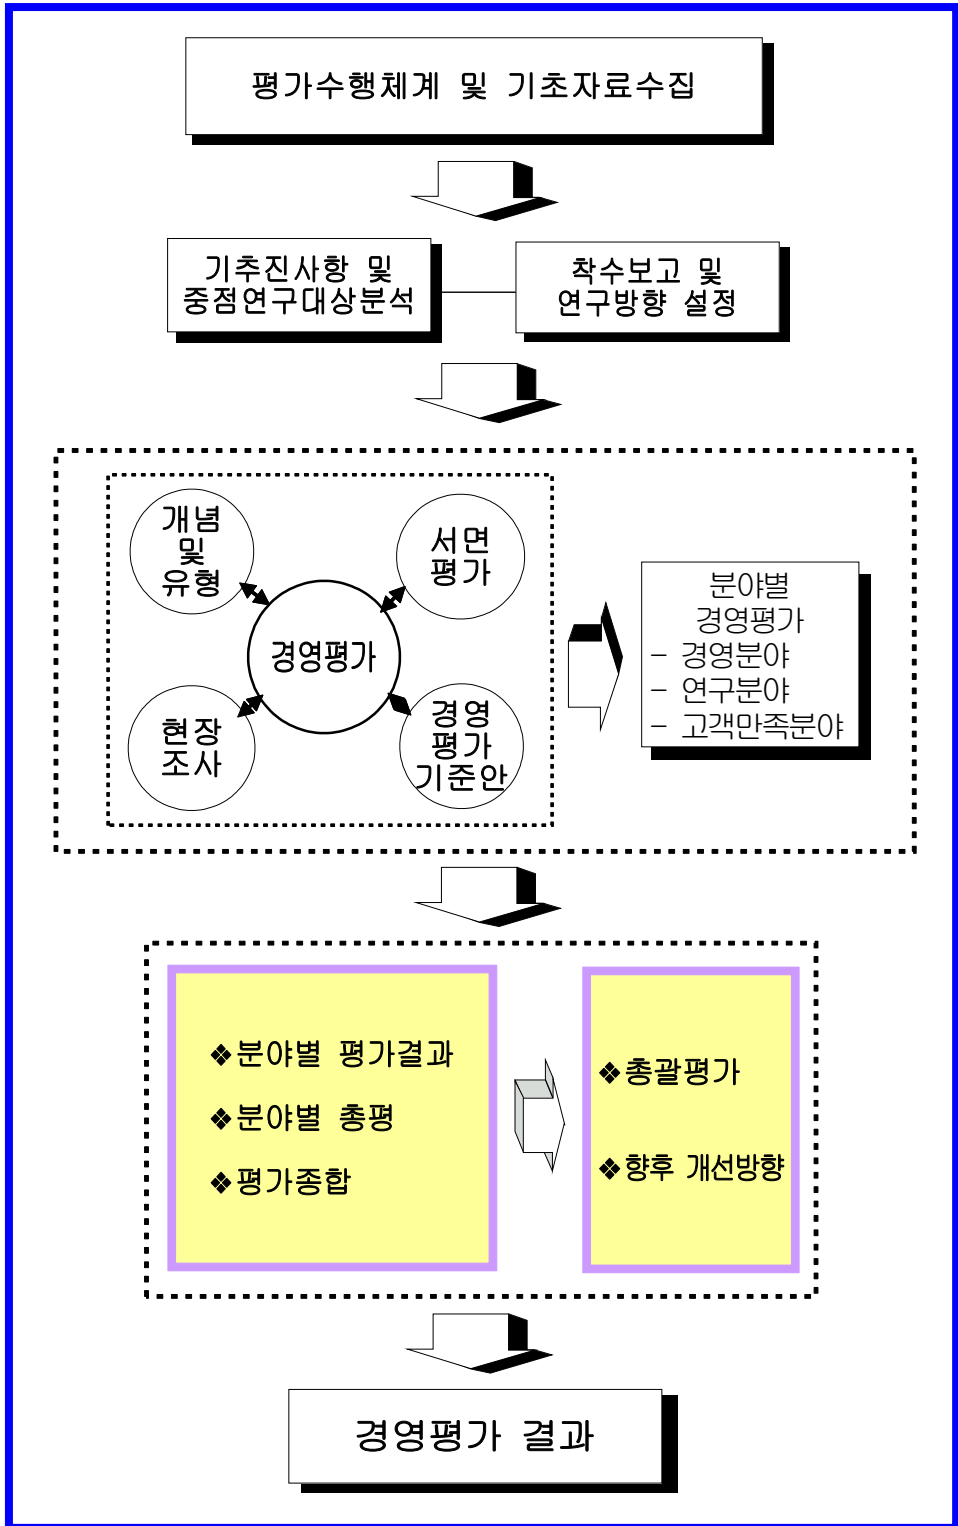 평가수행체계 및 기초자료수집
기추진사항 및
중점연구대상분석
착수보고 및
연구방향 설정
개념
및
유형
서면
평가
경영평가
현장
조사
경영
평가
기준안
분야별
경영평가
- 경영분야
- 연구분야
- 고객만족분야
❖분야별 평가결과
❖분야별 총평
❖평가종합
❖총괄평가
❖향후 개선방향
경영평가 결과